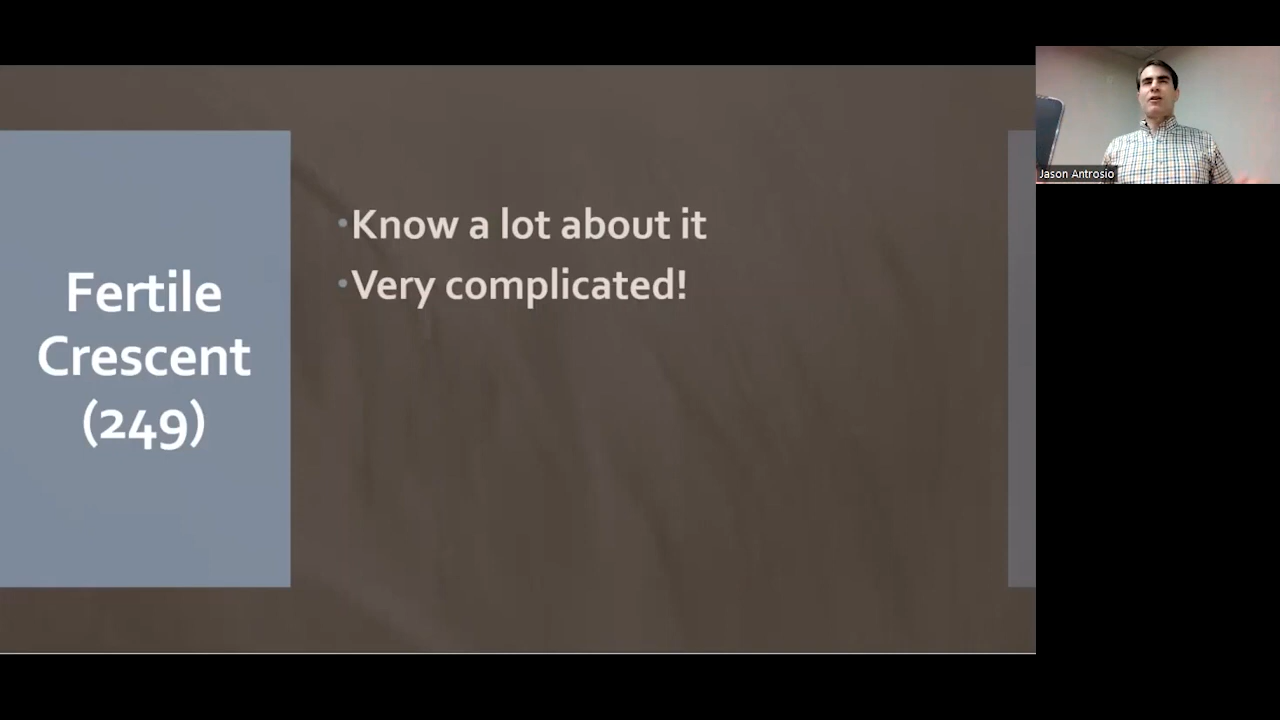 Fertile
Crescent
(249)
•Know a lot about it
•Very complicated!
Jason Antrosio